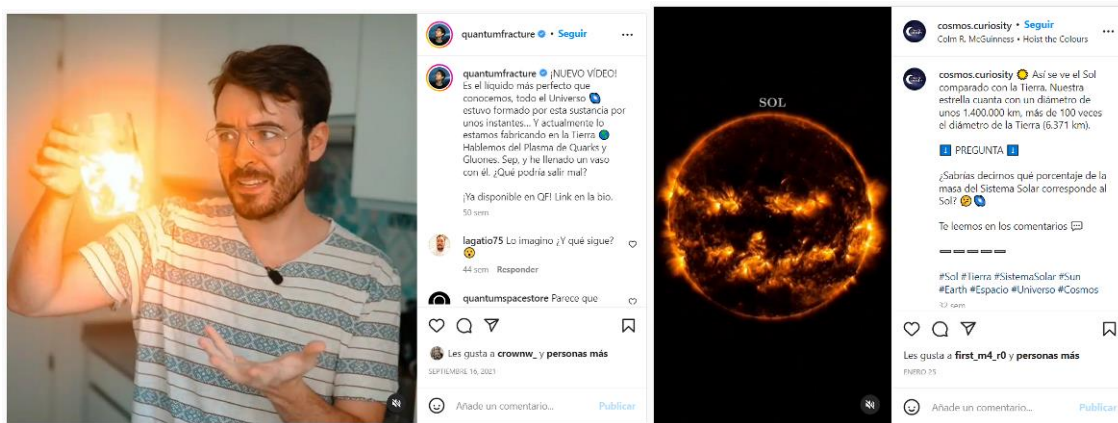 quantumfracture • Seguir
quantumfracture ¡NUEVO VÍDEO!
Es el líquido más perfecto que
conocemos, todo el Universo
estuvo formado por esta sustancia por
unos instantes... Y actualmente lo
estamos fabricando en la Tierra
Hablemos del Plasma de Quarks y
Gluones. Sep, y he llenado un vaso
con él. ¿Qué podría salir mal?
¡Ya disponible en QF! Link en la bio.
50 sem
lagatio75 Lo imagino ¿Y qué sigue?
44 sem Responder
quantumspacestore Parece que
Les gusta a crownw_ y personas más
SEPTIEMBRE 16, 2021
Añade un comentario...
Publicar
SOL
cosmos.curiosity • Seguir
Colm R. McGuinness • Hoist the Colours
cosmos.curiosity Así se ve el Sol
comparado con la Tierra. Nuestra
estrella cuanta con un diámetro de
unos 1.400.000 km, más de 100 veces
el diámetro de la Tierra (6.371 km).
PREGUNTA
¿Sabrías decirnos qué porcentaje de la
masa del Sistema Solar corresponde al
Sol?
Te leemos en los comentarios
#Sol #Tierra #SistemaSolar #Sun
#Earth #Espacio #Universo #Cosmos
32 sem
Les gusta a first_m4_r0 y personas más
ENERO 25
Añade un comentario...
Publicar